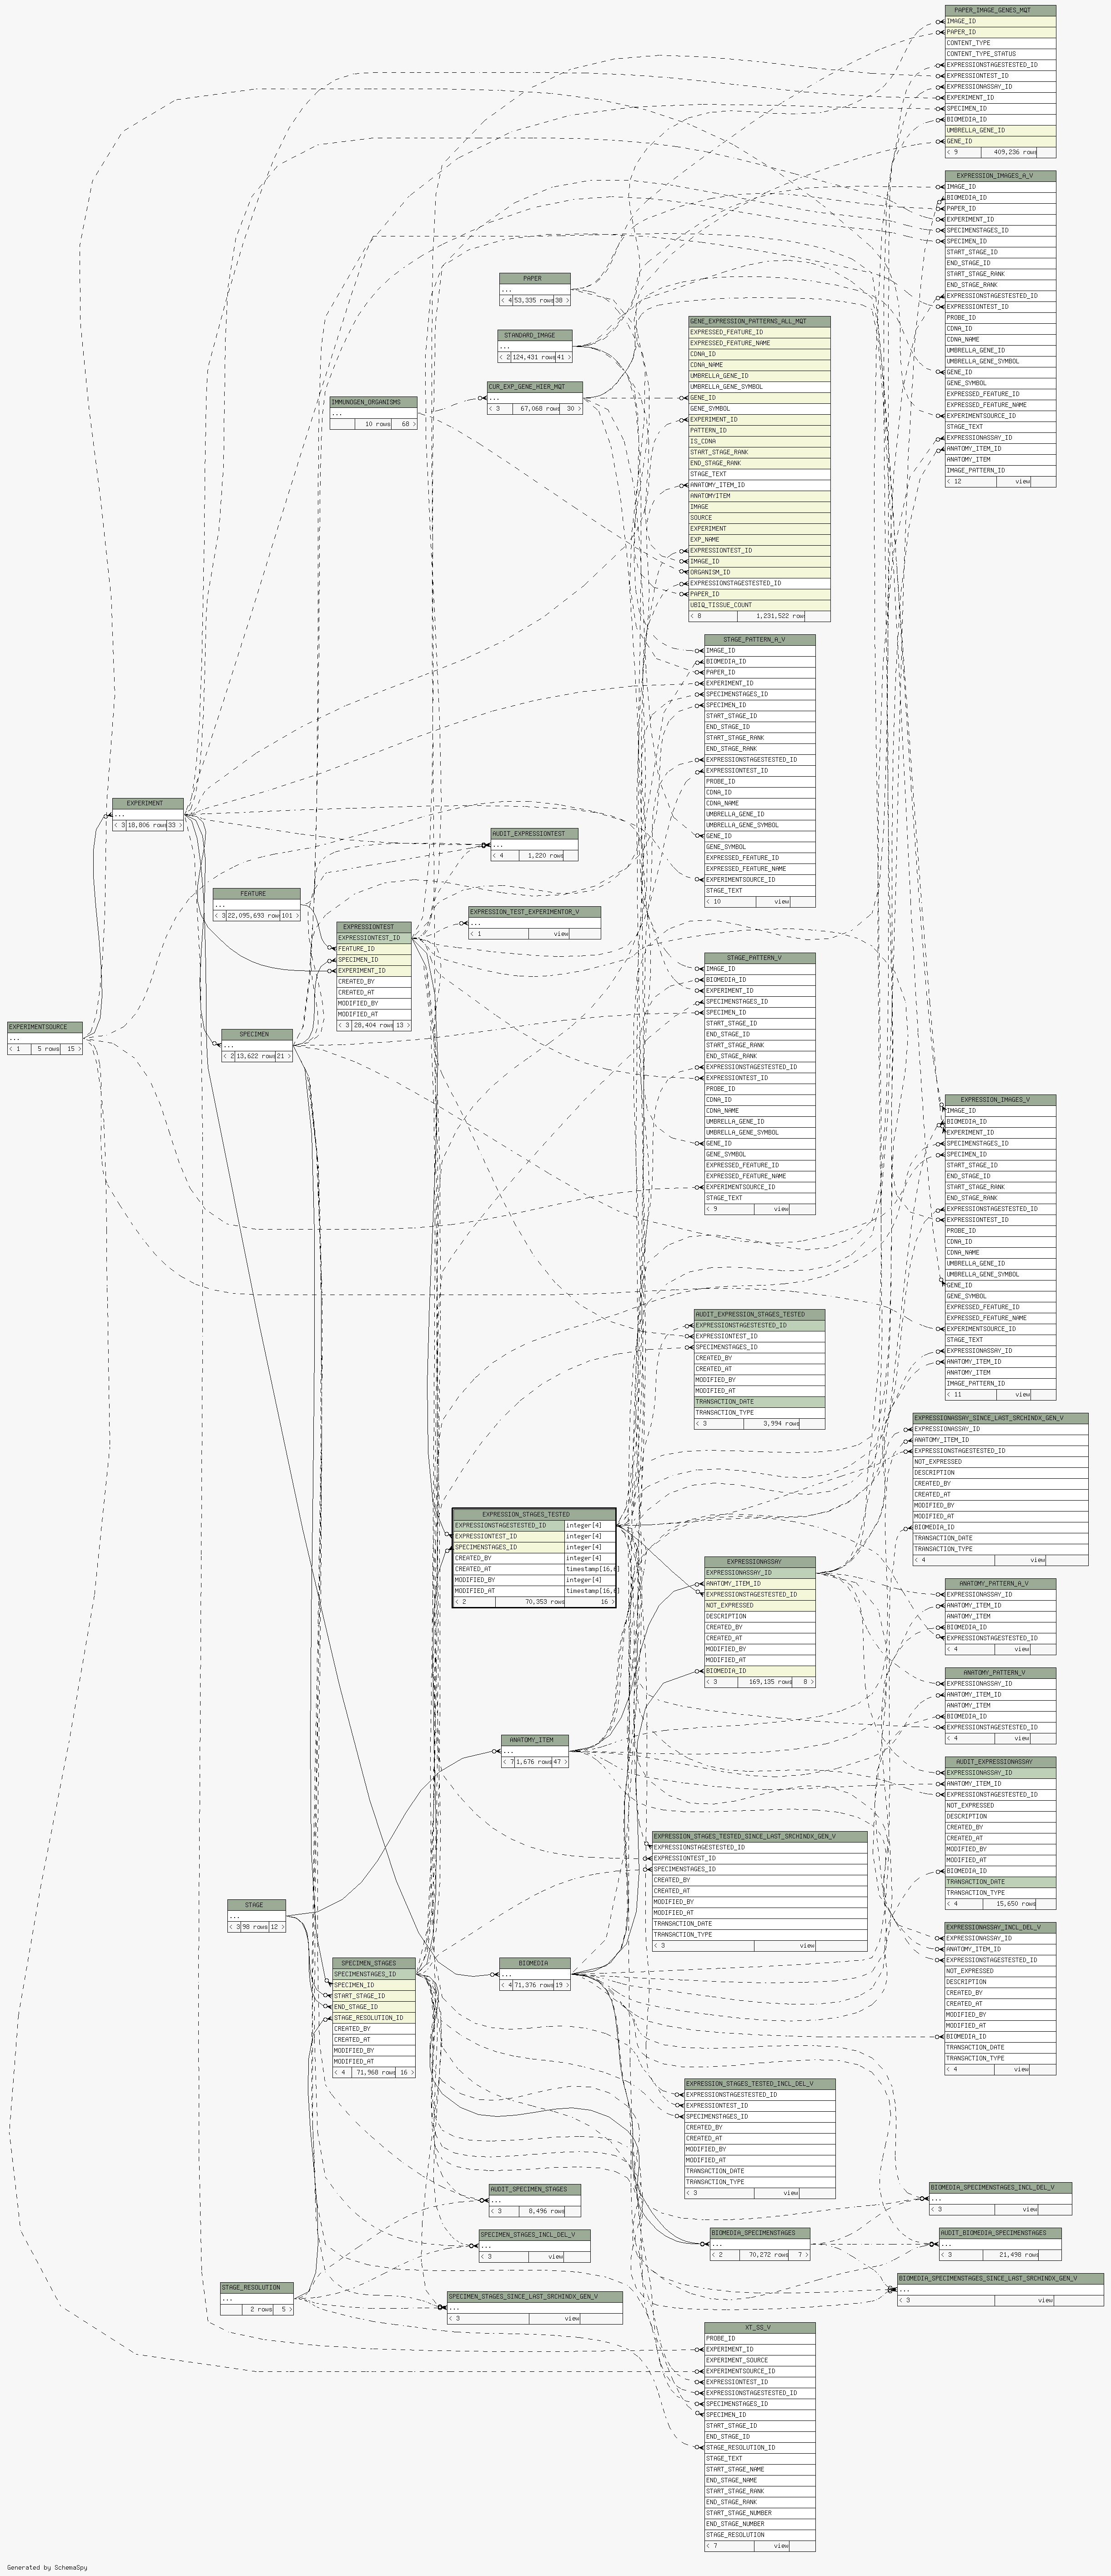 PAPER_IMAGE_GENES_MQT
IMAGE_ID
PAPER_ID
CONTENT_TYPE
CONTENT_TYPE_STATUS
EXPRESSIONSTAGESTESTED_ID
EXPRESSIONTEST_ID
EXPRESSIONASSAY_ID
EXPERIMENT_ID
SPECIMEN_ID
BIOMEDIA_ID
UMBRELLA_GENE_ID
GENE_ID
< 9 409,236 rows
EXPRESSION_IMAGES_A_V
IMAGE_ID
BIOMEDIA_ID
PAPER_ID
EXPERIMENT_ID
SPECIMENSTAGES_ID
SPECIMEN_ID
START_STAGE_ID
END_STAGE_ID
START_STAGE_RANK
END_STAGE_RANK
EXPRESSIONSTAGESTESTED_ID
EXPRESSIONTEST_ID
PROBE_ID
CDNA_ID
CDNA_NAME
UMBRELLA_GENE_ID
UMBRELLA_GENE_SYMBOL
GENE_ID
GENE_SYMBOL
EXPRESSED_FEATURE_ID
EXPRESSED_FEATURE_NAME
EXPERIMENTSOURCE_ID
STAGE_TEXT
EXPRESSIONASSAY_ID
ANATOMY_ITEM_ID
ANATOMY_ITEM
IMAGE_PATTERN_ID
< 12 view
PAPER
...
< 4 53,335 rows 38 >
STANDARD_IMAGE
...
< 2 124,431 rows 41 >
CUR_EXP_GENE_HIER_MQT
...
< 3 67,068 rows 30 >
IMMUNOGEN_ORGANISMS
...
10 rows 68 >
GENE_EXPRESSION_PATTERNS_ALL_MQT
EXPRESSED_FEATURE_ID
EXPRESSED_FEATURE_NAME
CDNA_ID
CDNA_NAME
UMBRELLA_GENE_ID
UMBRELLA_GENE_SYMBOL
GENE_ID
GENE_SYMBOL
EXPERIMENT_ID
PATTERN_ID
IS_CDNA
START_STAGE_RANK
END_STAGE_RANK
STAGE_TEXT
ANATOMY_ITEM_ID
ANATOMYITEM
IMAGE
SOURCE
EXPERIMENT
EXP_NAME
EXPRESSIONTEST_ID
IMAGE_ID
ORGANISM_ID
EXPRESSIONSTAGESTESTED_ID
PAPER_ID
UBIQ_TISSUE_COUNT
< 8 1,231,522 row
STAGE_PATTERN_A_V
IMAGE_ID
BIOMEDIA_ID
PAPER_ID
EXPERIMENT_ID
SPECIMENSTAGES_ID
SPECIMEN_ID
START_STAGE_ID
END_STAGE_ID
START_STAGE_RANK
END_STAGE_RANK
EXPRESSIONSTAGESTESTED_ID
EXPRESSIONTEST_ID
PROBE_ID
CDNA_ID
CDNA_NAME
UMBRELLA_GENE_ID
UMBRELLA_GENE_SYMBOL
GENE_ID
GENE_SYMBOL
EXPRESSED_FEATURE_ID
EXPRESSED_FEATURE_NAME
EXPERIMENTSOURCE_ID
STAGE_TEXT
< 10 view
EXPERIMENT
...
< 3 18,806 rows 33 >
AUDIT_EXPRESSIONTEST
...
< 4 1,220 rows
FEATURE
...
< 3 22,095,693 row 101 >
EXPRESSION_TEST_EXPERIMENTOR_V
...
< 1 view
EXPRESSIONTEST
EXPRESSIONTEST_ID
FEATURE_ID
SPECIMEN_ID
EXPERIMENT_ID
CREATED_BY
CREATED_AT
MODIFIED_BY
MODIFIED_AT
< 3 28,404 rows 13 >
EXPERIMENTSOURCE
...
< 1 5 rows 15 >
SPECIMEN
...
< 2 13,622 rows 21 >
STAGE_PATTERN_V
IMAGE_ID
BIOMEDIA_ID
EXPERIMENT_ID
SPECIMENSTAGES_ID
SPECIMEN_ID
START_STAGE_ID
END_STAGE_ID
START_STAGE_RANK
END_STAGE_RANK
EXPRESSIONSTAGESTESTED_ID
EXPRESSIONTEST_ID
PROBE_ID
CDNA_ID
CDNA_NAME
UMBRELLA_GENE_ID
UMBRELLA_GENE_SYMBOL
GENE_ID
GENE_SYMBOL
EXPRESSED_FEATURE_ID
EXPRESSED_FEATURE_NAME
EXPERIMENTSOURCE_ID
STAGE_TEXT
< 9 view
EXPRESSION_IMAGES_V
IMAGE_ID
BIOMEDIA_ID
EXPERIMENT_ID
SPECIMENSTAGES_ID
SPECIMEN_ID
START_STAGE_ID
END_STAGE_ID
START_STAGE_RANK
END_STAGE_RANK
EXPRESSIONSTAGESTESTED_ID
EXPRESSIONTEST_ID
PROBE_ID
CDNA_ID
CDNA_NAME
UMBRELLA_GENE_ID
UMBRELLA_GENE_SYMBOL
GENE_ID
GENE_SYMBOL
EXPRESSED_FEATURE_ID
EXPRESSED_FEATURE_NAME
EXPERIMENTSOURCE_ID
STAGE_TEXT
EXPRESSIONASSAY_ID
ANATOMY_ITEM_ID
ANATOMY_ITEM
IMAGE_PATTERN_ID
< 11 view
AUDIT_EXPRESSION_STAGES_TESTED
EXPRESSIONSTAGESTESTED_ID
EXPRESSIONTEST_ID
SPECIMENSTAGES_ID
CREATED_BY
CREATED_AT
MODIFIED_BY
MODIFIED_AT
TRANSACTION_DATE
TRANSACTION_TYPE
< 3 3,994 rows
EXPRESSIONASSAY_SINCE_LAST_SRCHINDX_GEN_V
EXPRESSIONASSAY_ID
ANATOMY_ITEM_ID
EXPRESSIONSTAGESTESTED_ID
NOT_EXPRESSED
DESCRIPTION
CREATED_BY
CREATED_AT
MODIFIED_BY
MODIFIED_AT
BIOMEDIA_ID
TRANSACTION_DATE
TRANSACTION_TYPE
< 4 view
EXPRESSION_STAGES_TESTED
EXPRESSIONSTAGESTESTED_ID integer[4]
EXPRESSIONTEST_ID integer[4]
SPECIMENSTAGES_ID integer[4]
CREATED_BY integer[4]
CREATED_AT timestamp[16,6]
MODIFIED_BY integer[4]
MODIFIED_AT timestamp[16,6]
< 2 70,353 rows 16 >
EXPRESSIONASSAY
EXPRESSIONASSAY_ID
ANATOMY_ITEM_ID
EXPRESSIONSTAGESTESTED_ID
NOT_EXPRESSED
DESCRIPTION
CREATED_BY
CREATED_AT
MODIFIED_BY
MODIFIED_AT
BIOMEDIA_ID
< 3 169,135 rows 8 >
ANATOMY_PATTERN_A_V
EXPRESSIONASSAY_ID
ANATOMY_ITEM_ID
ANATOMY_ITEM
BIOMEDIA_ID
EXPRESSIONSTAGESTESTED_ID
< 4 view
ANATOMY_PATTERN_V
EXPRESSIONASSAY_ID
ANATOMY_ITEM_ID
ANATOMY_ITEM
BIOMEDIA_ID
EXPRESSIONSTAGESTESTED_ID
< 4 view
ANATOMY_ITEM
...
< 7 1,676 rows 47 >
AUDIT_EXPRESSIONASSAY
EXPRESSIONASSAY_ID
ANATOMY_ITEM_ID
EXPRESSIONSTAGESTESTED_ID
NOT_EXPRESSED
DESCRIPTION
CREATED_BY
CREATED_AT
MODIFIED_BY
MODIFIED_AT
BIOMEDIA_ID
TRANSACTION_DATE
TRANSACTION_TYPE
< 4 15,650 rows
EXPRESSION_STAGES_TESTED_SINCE_LAST_SRCHINDX_GEN_V
EXPRESSIONSTAGESTESTED_ID
EXPRESSIONTEST_ID
SPECIMENSTAGES_ID
CREATED_BY
CREATED_AT
MODIFIED_BY
MODIFIED_AT
TRANSACTION_DATE
TRANSACTION_TYPE
< 3 view
STAGE
...
< 3 98 rows 12 >
EXPRESSIONASSAY_INCL_DEL_V
EXPRESSIONASSAY_ID
ANATOMY_ITEM_ID
EXPRESSIONSTAGESTESTED_ID
NOT_EXPRESSED
DESCRIPTION
CREATED_BY
CREATED_AT
MODIFIED_BY
MODIFIED_AT
BIOMEDIA_ID
TRANSACTION_DATE
TRANSACTION_TYPE
< 4 view
SPECIMEN_STAGES
SPECIMENSTAGES_ID
SPECIMEN_ID
START_STAGE_ID
END_STAGE_ID
STAGE_RESOLUTION_ID
CREATED_BY
CREATED_AT
MODIFIED_BY
MODIFIED_AT
< 4 71,968 rows 16 >
BIOMEDIA
...
< 4 71,376 rows 19 >
EXPRESSION_STAGES_TESTED_INCL_DEL_V
EXPRESSIONSTAGESTESTED_ID
EXPRESSIONTEST_ID
SPECIMENSTAGES_ID
CREATED_BY
CREATED_AT
MODIFIED_BY
MODIFIED_AT
TRANSACTION_DATE
TRANSACTION_TYPE
< 3 view
AUDIT_SPECIMEN_STAGES
...
< 3 8,496 rows
BIOMEDIA_SPECIMENSTAGES_INCL_DEL_V
...
< 3 view
SPECIMEN_STAGES_INCL_DEL_V
...
< 3 view
BIOMEDIA_SPECIMENSTAGES
...
< 2 70,272 rows 7 >
AUDIT_BIOMEDIA_SPECIMENSTAGES
...
< 3 21,498 rows
STAGE_RESOLUTION
...
2 rows 5 >
SPECIMEN_STAGES_SINCE_LAST_SRCHINDX_GEN_V
...
< 3 view
BIOMEDIA_SPECIMENSTAGES_SINCE_LAST_SRCHINDX_GEN_V
...
< 3 view
XT_SS_V
PROBE_ID
EXPERIMENT_ID
EXPERIMENT_SOURCE
EXPERIMENTSOURCE_ID
EXPRESSIONTEST_ID
EXPRESSIONSTAGESTESTED_ID
SPECIMENSTAGES_ID
SPECIMEN_ID
START_STAGE_ID
END_STAGE_ID
STAGE_RESOLUTION_ID
STAGE_TEXT
START_STAGE_NAME
END_STAGE_NAME
START_STAGE_RANK
END_STAGE_RANK
START_STAGE_NUMBER
END_STAGE_NUMBER
STAGE_RESOLUTION
< 7 view
Generated by SchemaSpy